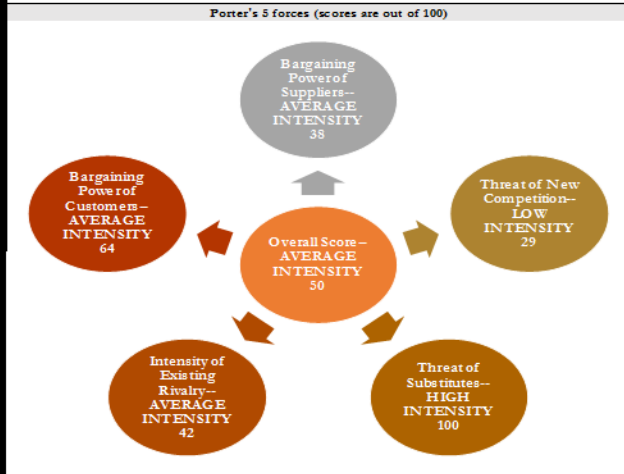 Porter's 5 forces (scores are out of 100)
Bargaining
Power of
Suppliers--
AVERAGE
INTENSITY
38
Bargaining
Power of
Customers–
AVERAGE
INTENSITY
64
Threat of New
Competition--
LOW
INTENSITY
29
Overall Score–
AVERAGE
INTENSITY
50
Intensity of
Existing
Rivalry--
AVERAGE
INTENSITY
42
Threat of
Substitutes--
HIGH
INTENSITY
100